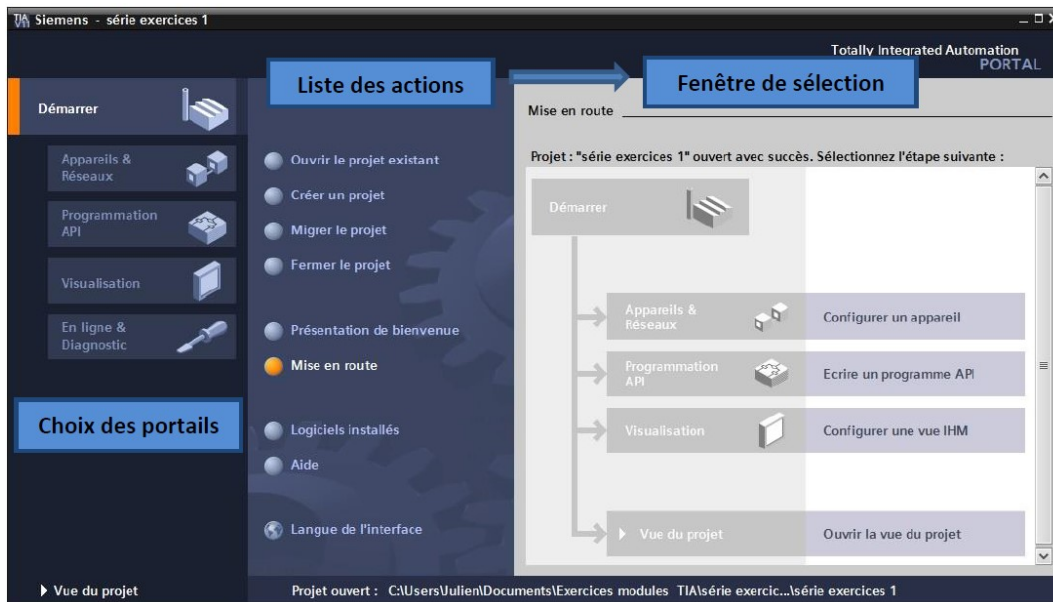 Siemens - série exercices 1
Totally Integrated Automation
PORTAL
Liste des actions
Fenêtre de sélection
Démarrer
Appareils &
Réseaux
Programmation
API
Visualisation
En ligne &
Diagnostic
Choix des portails
Vue du projet
Ouvrir le projet existant
Créer un projet
Migrer le projet
Fermer le projet
Présentation de bienvenue
Mise en route
Logiciels installés
Aide
Langue de l'interface
Mise en route
Projet : "série exercices 1" ouvert avec succès. Sélectionnez l'étape suivante :
Démarrer
Appareils &
Réseaux
Configurer un appareil
Programmation
API
Ecrire un programme API
Visualisation
Configurer une vue IHM
Vue du projet
Ouvrir la vue du projet
Projet ouvert : C:\Users\Julien\Documents\Exercices modules TIA\série exercic...\série exercices 1